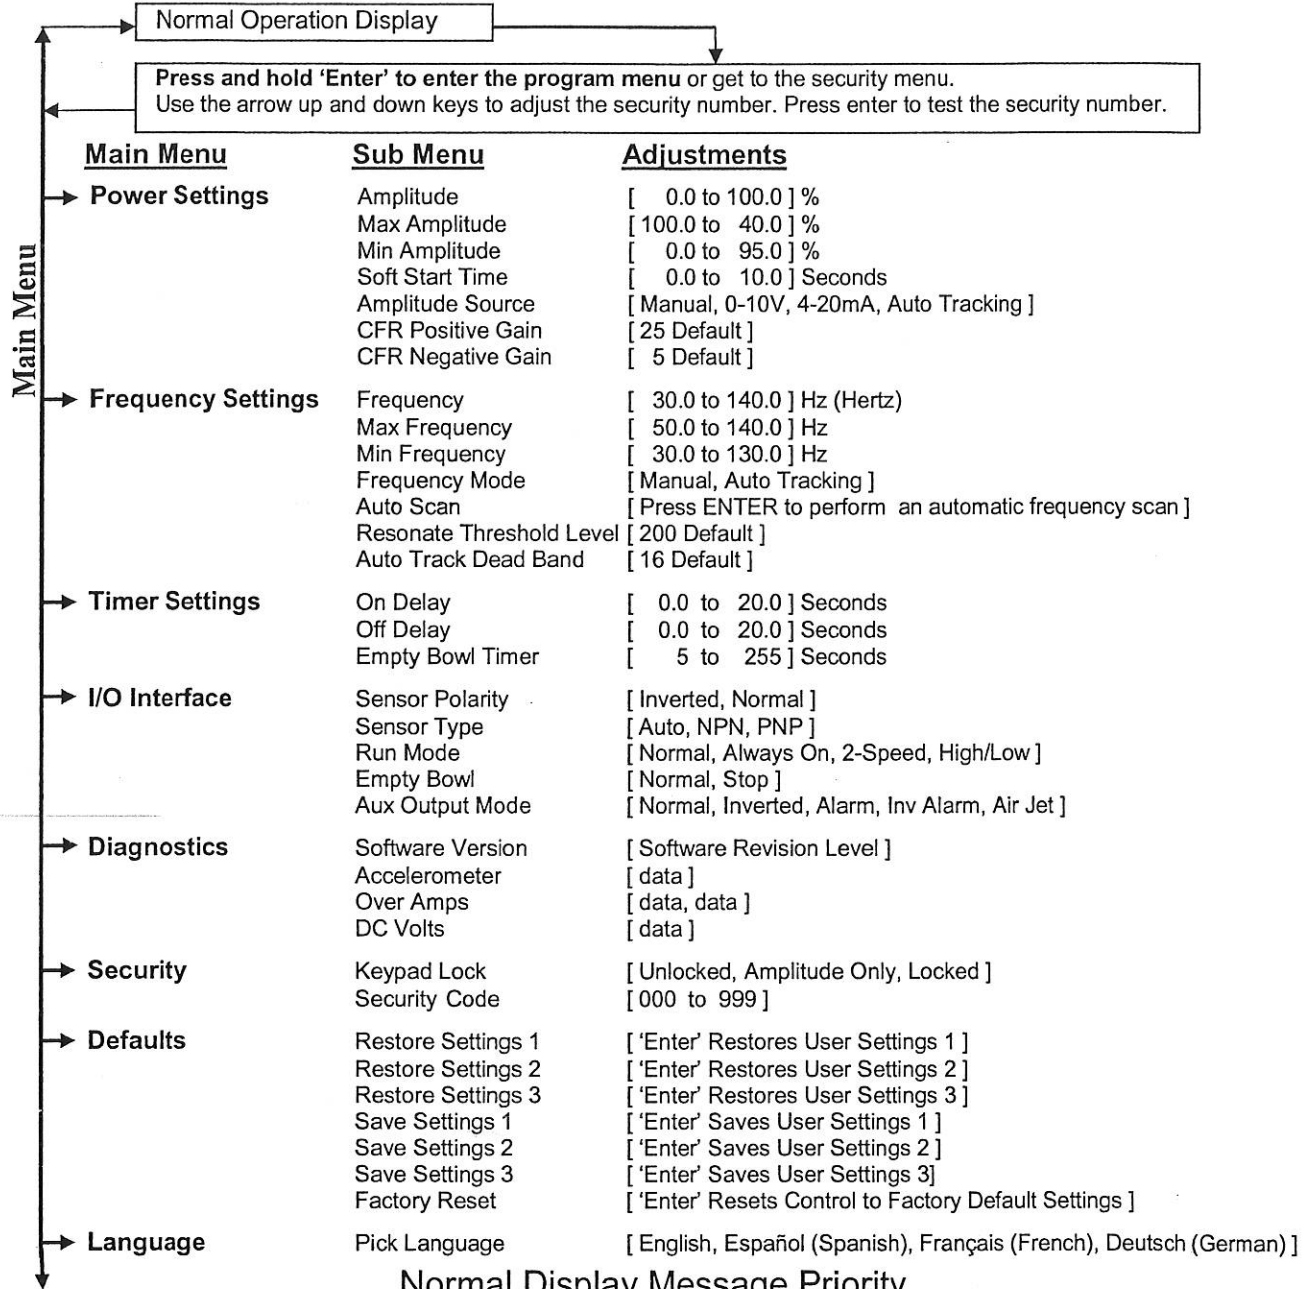 Normal Operation Display
Press and hold 'Enter' to enter the program menu or get to the security menu.
Use the arrow up and down keys to adjust the security number. Press enter to test the security number.
Main Menu
Main Menu Sub Menu Adjustments
Power Settings Amplitude [ 0.0 to 100.0 ] %
Max Amplitude [ 100.0 to 40.0 ] %
Min Amplitude [ 0.0 to 95.0 ] %
Soft Start Time [ 0.0 to 10.0 ] Seconds
Amplitude Source [ Manual, 0-10V, 4-20mA, Auto Tracking ]
CFR Positive Gain [ 25 Default ]
CFR Negative Gain [ 5 Default ]
Frequency Settings Frequency [ 30.0 to 140.0 ] Hz (Hertz)
Max Frequency [ 50.0 to 140.0 ] Hz
Min Frequency [ 30.0 to 130.0 ] Hz
Frequency Mode [ Manual, Auto Tracking ]
Auto Scan [ Press ENTER to perform an automatic frequency scan ]
Resonate Threshold Level [ 200 Default ]
Auto Track Dead Band [ 16 Default ]
Timer Settings On Delay [ 0.0 to 20.0 ] Seconds
Off Delay [ 0.0 to 20.0 ] Seconds
Empty Bowl Timer [ 5 to 255 ] Seconds
I/O Interface Sensor Polarity [ Inverted, Normal ]
Sensor Type [ Auto, NPN, PNP ]
Run Mode [ Normal, Always On, 2-Speed, High/Low ]
Empty Bowl [ Normal, Stop ]
Aux Output Mode [ Normal, Inverted, Alarm, Inv Alarm, Air Jet ]
Diagnostics Software Version [ Software Revision Level ]
Accelerometer [ data ]
Over Amps [ data, data ]
DC Volts [ data ]
Security Keypad Lock [ Unlocked, Amplitude Only, Locked ]
Security Code [ 000 to 999 ]
Defaults Restore Settings 1 [ 'Enter' Restores User Settings 1 ]
Restore Settings 2 [ 'Enter' Restores User Settings 2 ]
Restore Settings 3 [ 'Enter' Restores User Settings 3 ]
Save Settings 1 [ 'Enter' Saves User Settings 1 ]
Save Settings 2 [ 'Enter' Saves User Settings 2 ]
Save Settings 3 [ 'Enter' Saves User Settings 3]
Factory Reset [ 'Enter' Resets Control to Factory Default Settings ]
Language Pick Language [ English, Español (Spanish), Français (French), Deutsch (German) ]
Normal Display Message Priority